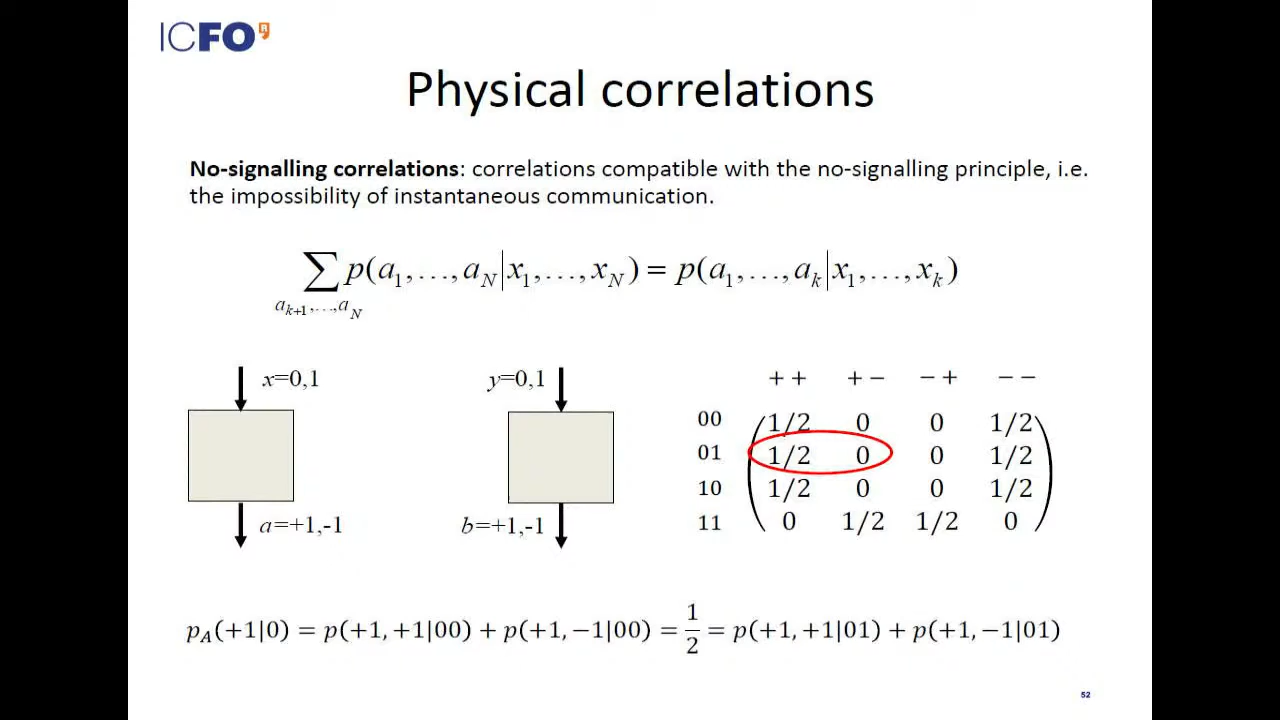 ICFO R
Physical correlations
No-signalling correlations: correlations compatible with the no-signalling principle, i.e.
the impossibility of instantaneous communication.
∑ p(a₁,…,a_N|x₁,…,x_N) = p(a₁,…,a_k|x₁,…,x_k)
a_{k+1},…,a_N
x=0,1
y=0,1
a=+1,-1
b=+1,-1
++ +− −+ −−
00 1/2 0 0 1/2
01 1/2 0 0 1/2
10 1/2 0 0 1/2
11 0 1/2 1/2 0
p_A(+1|0) = p(+1, +1|00) + p(+1, −1|00) = 1/2 = p(+1, +1|01) + p(+1, −1|01)
52